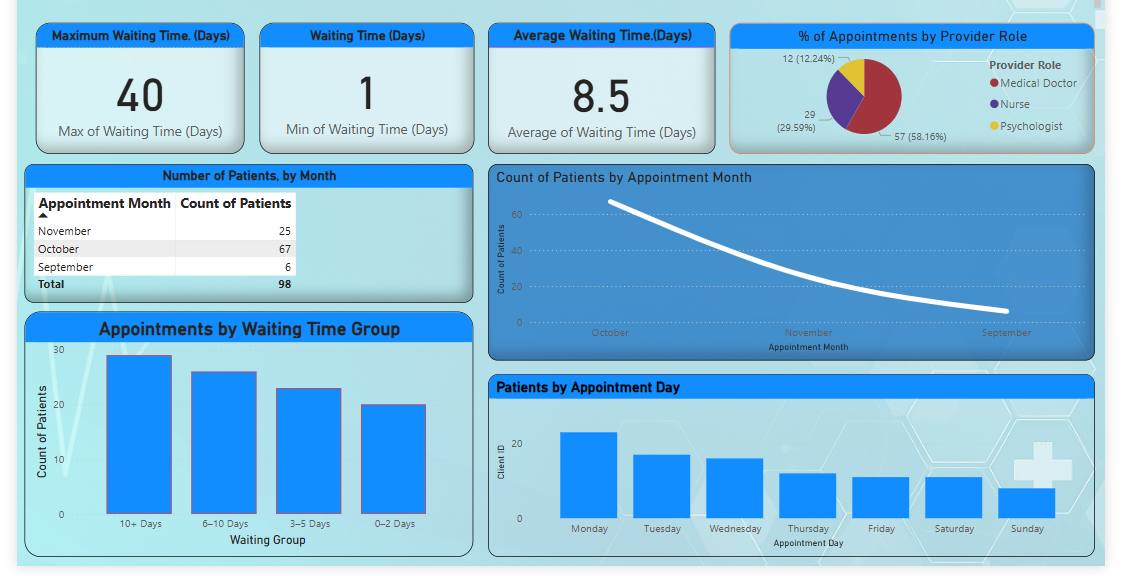 Maximum Waiting Time. (Days)
40
Max of Waiting Time (Days)
Waiting Time (Days)
1
Min of Waiting Time (Days)
Average Waiting Time.(Days)
8.5
Average of Waiting Time (Days)
% of Appointments by Provider Role
12 (12.24%)
29
(29.59%)
57 (58.16%)
Provider Role
Medical Doctor
Nurse
Psychologist
Number of Patients, by Month
Appointment Month Count of Patients
November 25
October 67
September 6
Total 98
Count of Patients by Appointment Month
Count of Patients
60
40
20
0
October November September
Appointment Month
Appointments by Waiting Time Group
Count of Patients
30
20
10
0
10+ Days 6–10 Days 3–5 Days 0–2 Days
Waiting Group
Patients by Appointment Day
Client ID
20
0
Monday Tuesday Wednesday Thursday Friday Saturday Sunday
Appointment Day